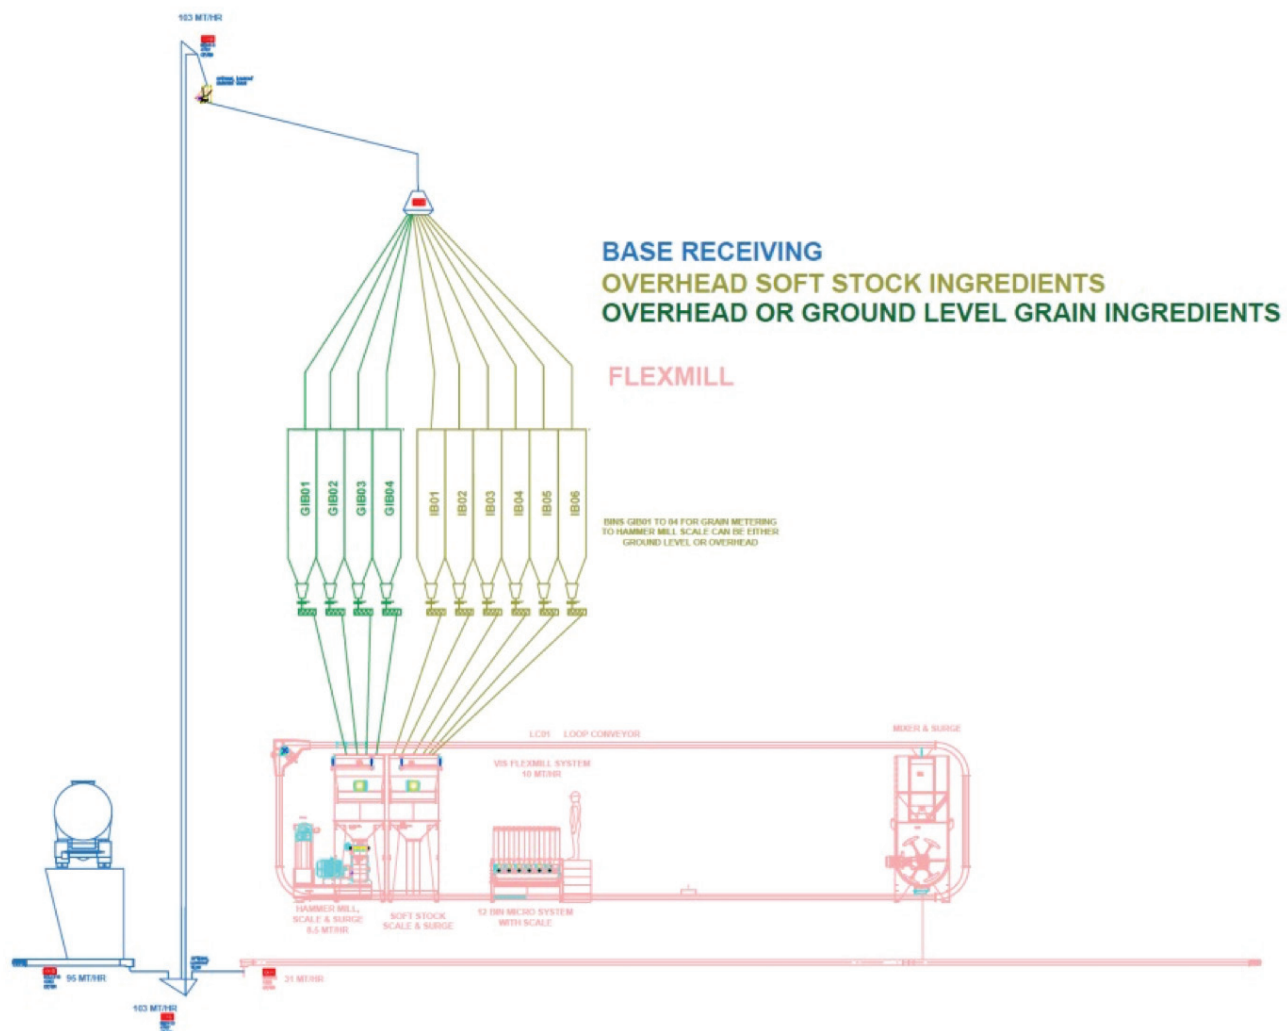 103 MT/HR
BASE RECEIVING
OVERHEAD SOFT STOCK INGREDIENTS
OVERHEAD OR GROUND LEVEL GRAIN INGREDIENTS
FLEXMILL
GIB01
GIB02
GIB03
GIB04
IB01
IB02
IB03
IB04
IB05
IB06
BINS GIB01 TO 04 FOR GRAIN METERING
TO HAMMER MILL SCALE CAN BE EITHER
GROUND LEVEL OR OVERHEAD
MIXER & SURGE
LC01 LOOP CONVEYOR
VIS FLEXMILL SYSTEM
10 MT/HR
HAMMER MILL,
SCALE & SURGE
6.5 MT/HR
SOFT STOCK
SCALE & SURGE
12 BIN MICRO SYSTEM
WITH SCALE
95 MT/HR
31 MT/HR
103 MT/HR